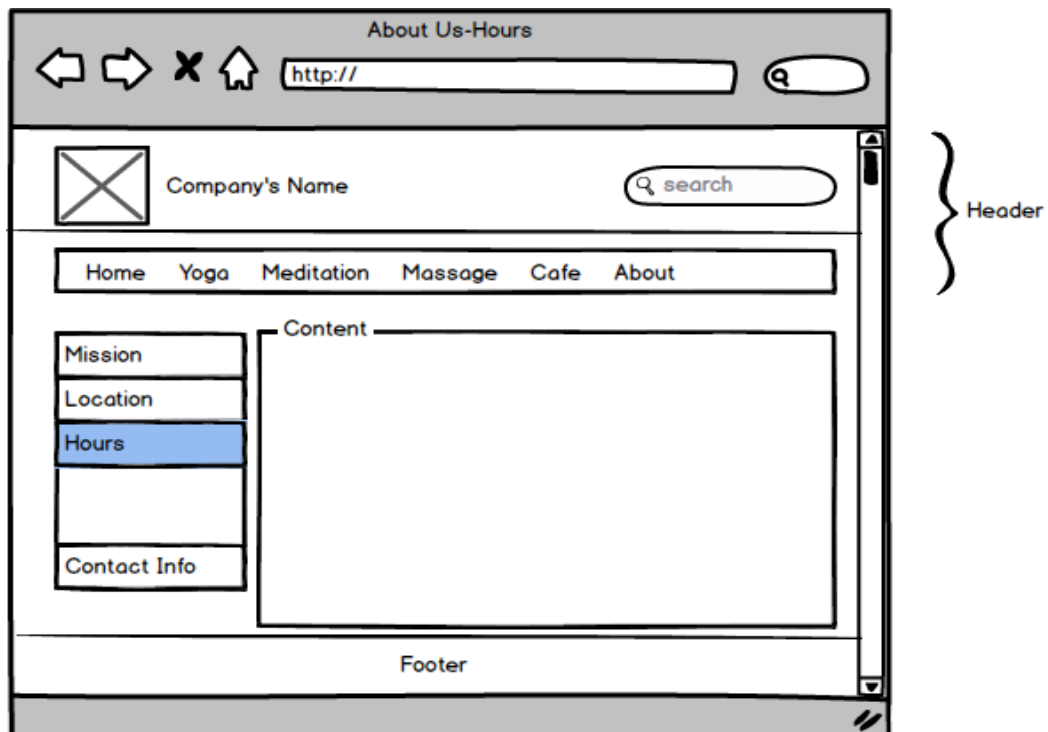 About Us-Hours
http://
Company's Name
search
Header
Home Yoga Meditation Massage Cafe About
Content
Mission
Location
Hours
Contact Info
Footer